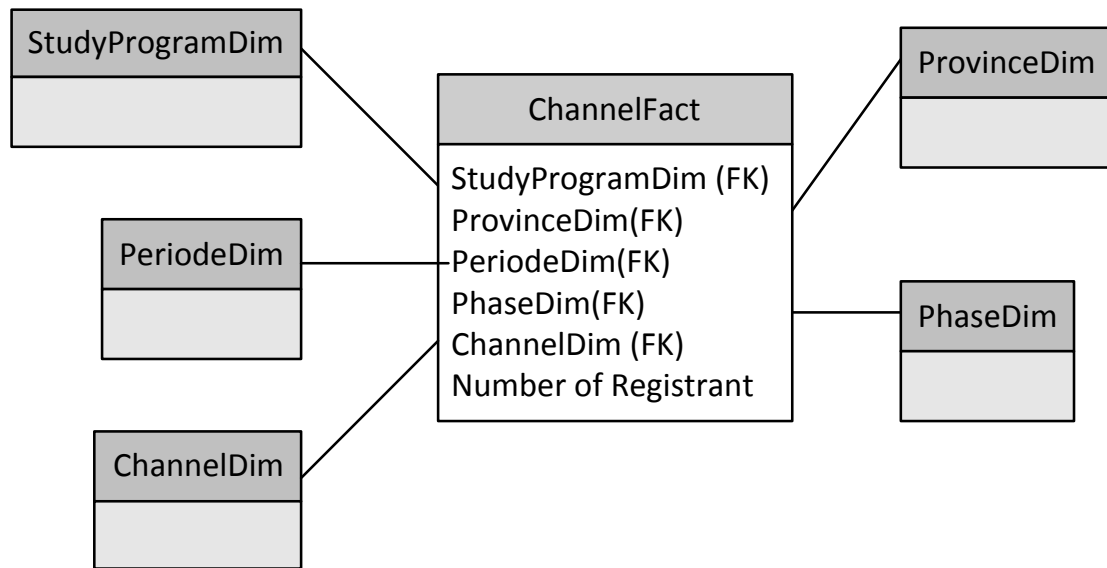 StudyProgramDim
ProvinceDim
ChannelFact
StudyProgramDim (FK)
ProvinceDim(FK)
PeriodeDim(FK)
PhaseDim(FK)
ChannelDim (FK)
Number of Registrant
PeriodeDim
PhaseDim
ChannelDim